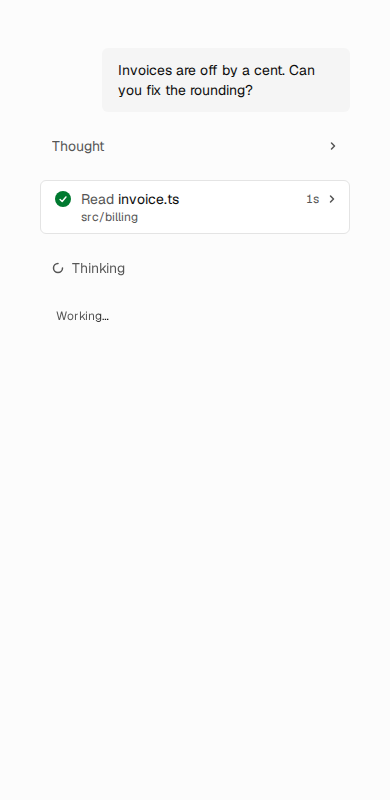 Invoices are off by a cent. Can
you fix the rounding?
Thought
Read invoice.ts 1s
src/billing
Thinking
Working…